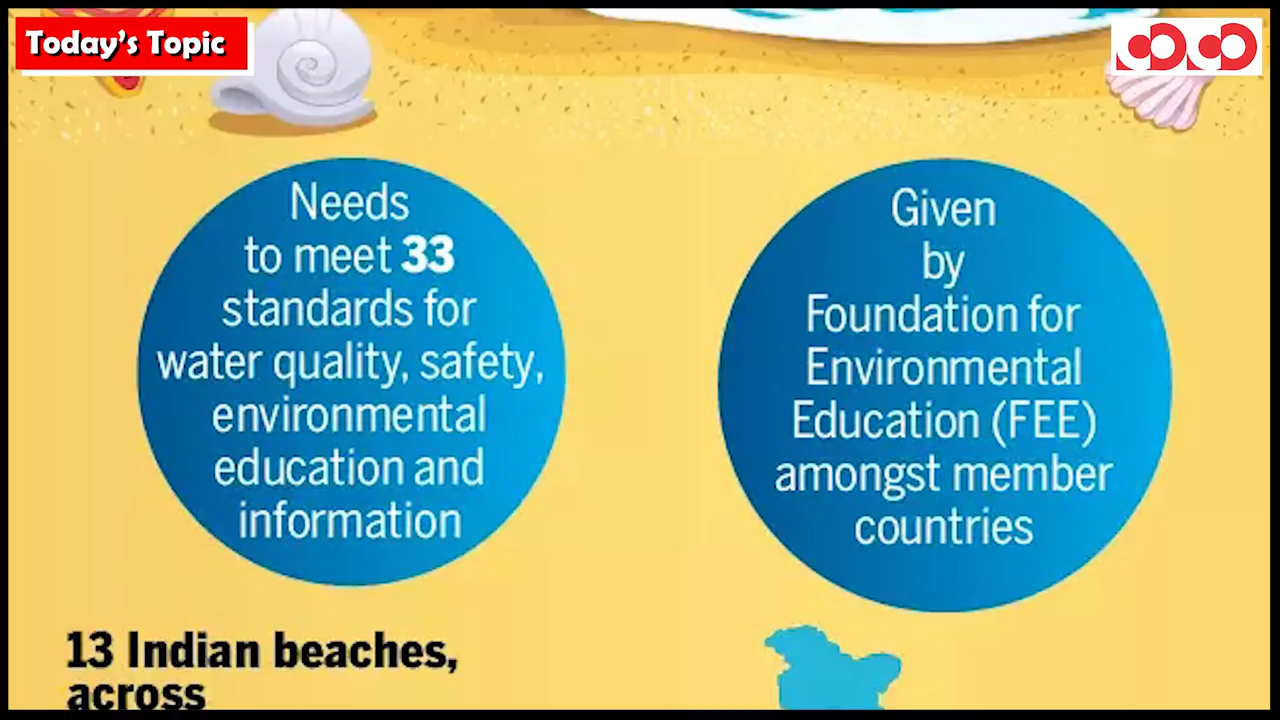 Today's Topic
Needs
to meet 33
standards for
water quality, safety,
environmental
education and
information
Given
by
Foundation for
Environmental
Education (FEE)
amongst member
countries
13 Indian beaches,
across